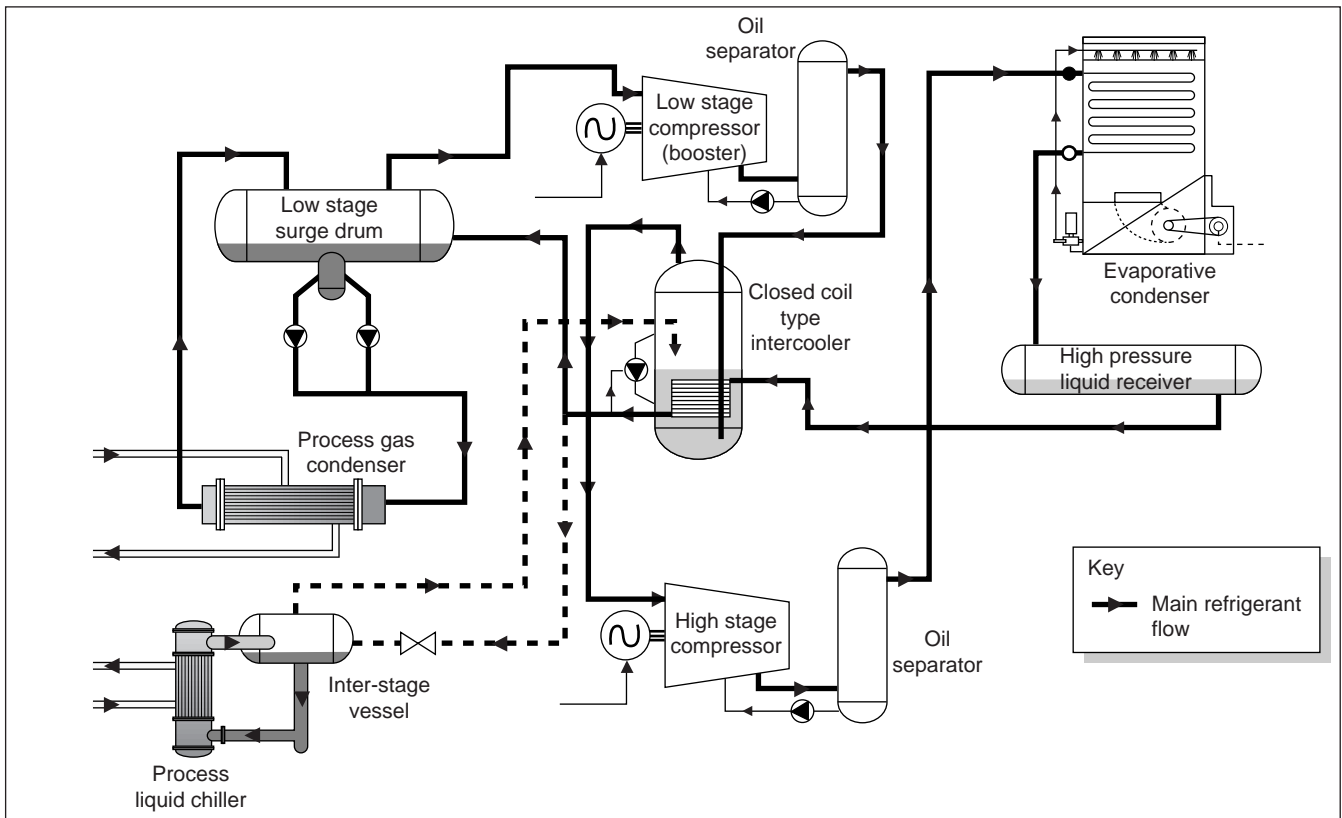 Oil
separator
Low stage
compressor
(booster)
Low stage
surge drum
Evaporative
condenser
Closed coil
type
intercooler
High pressure
liquid receiver
Process gas
condenser
Key
Main refrigerant
flow
High stage
compressor
Oil
separator
Inter-stage
vessel
Process
liquid chiller